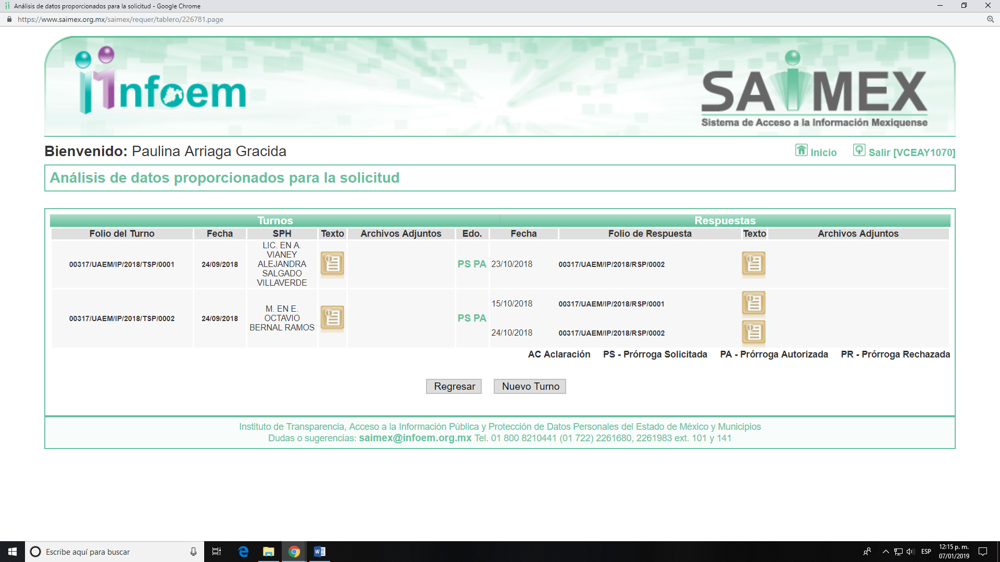 Análisis de datos proporcionados para la solicitud - Google Chrome
https://www.saimex.org.mx/saimex/requer/tablero/226781.page
infoem
SAIMEX
Sistema de Acceso a la Información Mexiquense
Bienvenido: Paulina Arriaga Gracida
Inicio Salir [VCEAY1070]
Análisis de datos proporcionados para la solicitud
Turnos Respuestas
Folio del Turno Fecha SPH Texto Archivos Adjuntos Edo. Fecha Folio de Respuesta Texto Archivos Adjuntos
00317/UAEM/IP/2018/TSP/0001 24/09/2018
LIC. EN A.
VIANEY
ALEJANDRA
SALGADO
VILLAVERDE
PS PA 23/10/2018 00317/UAEM/IP/2018/RSP/0002
00317/UAEM/IP/2018/TSP/0002 24/09/2018
M. EN E.
OCTAVIO
BERNAL RAMOS
PS PA
15/10/2018 00317/UAEM/IP/2018/RSP/0001
24/10/2018 00317/UAEM/IP/2018/RSP/0002
AC Aclaración PS - Prórroga Solicitada PA - Prórroga Autorizada PR - Prórroga Rechazada
Regresar Nuevo Turno
Instituto de Transparencia, Acceso a la Información Pública y Protección de Datos Personales del Estado de México y Municipios
Dudas o sugerencias: saimex@infoem.org.mx Tel. 01 800 8210441 (01 722) 2261680, 2261983 ext. 101 y 141
Escribe aquí para buscar
ESP
12:15 p. m.
07/01/2019